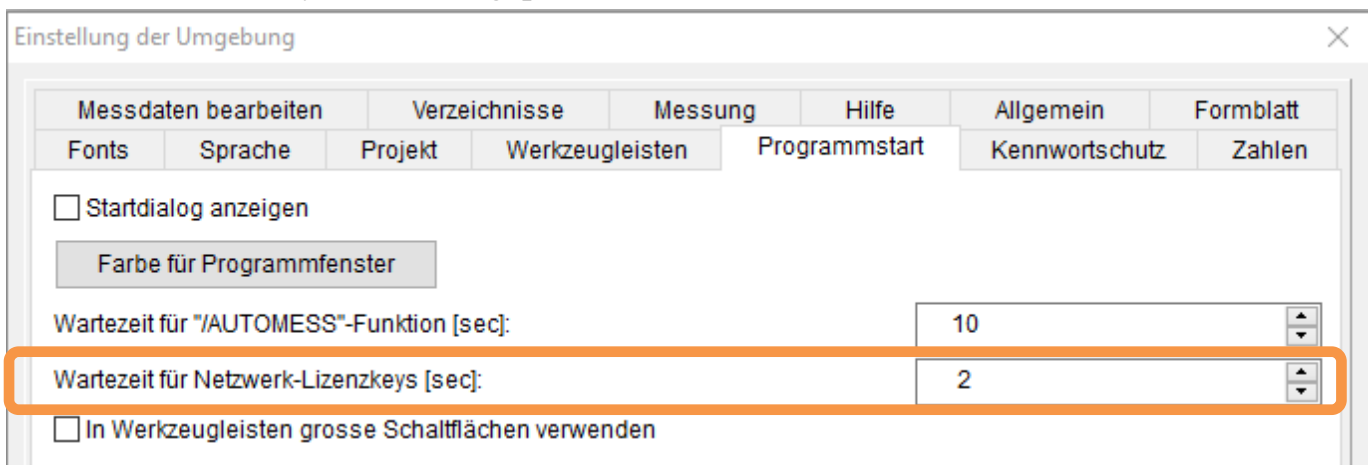 Einstellung der Umgebung
Messdaten bearbeiten Verzeichnisse Messung Hilfe Allgemein Formblatt
Fonts Sprache Projekt Werkzeugleisten Programmstart Kennwortschutz Zahlen
Startdialog anzeigen
Farbe für Programmfenster
Wartezeit für "/AUTOMESS"-Funktion [sec]: 10
Wartezeit für Netzwerk-Lizenzkeys [sec]: 2
In Werkzeugleisten grosse Schaltflächen verwenden